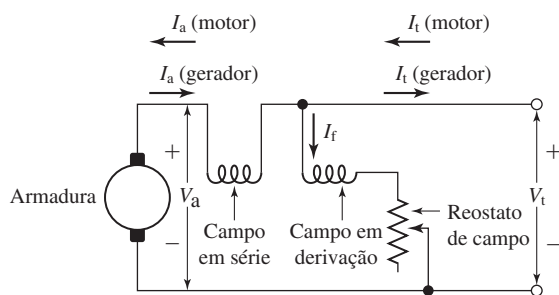 I_a (motor)
I_t (motor)
I_a (gerador)
I_t (gerador)
I_f
+
+
Armadura
V_a
V_t
Campo em série
Campo em derivação
Reostato de campo
−
−